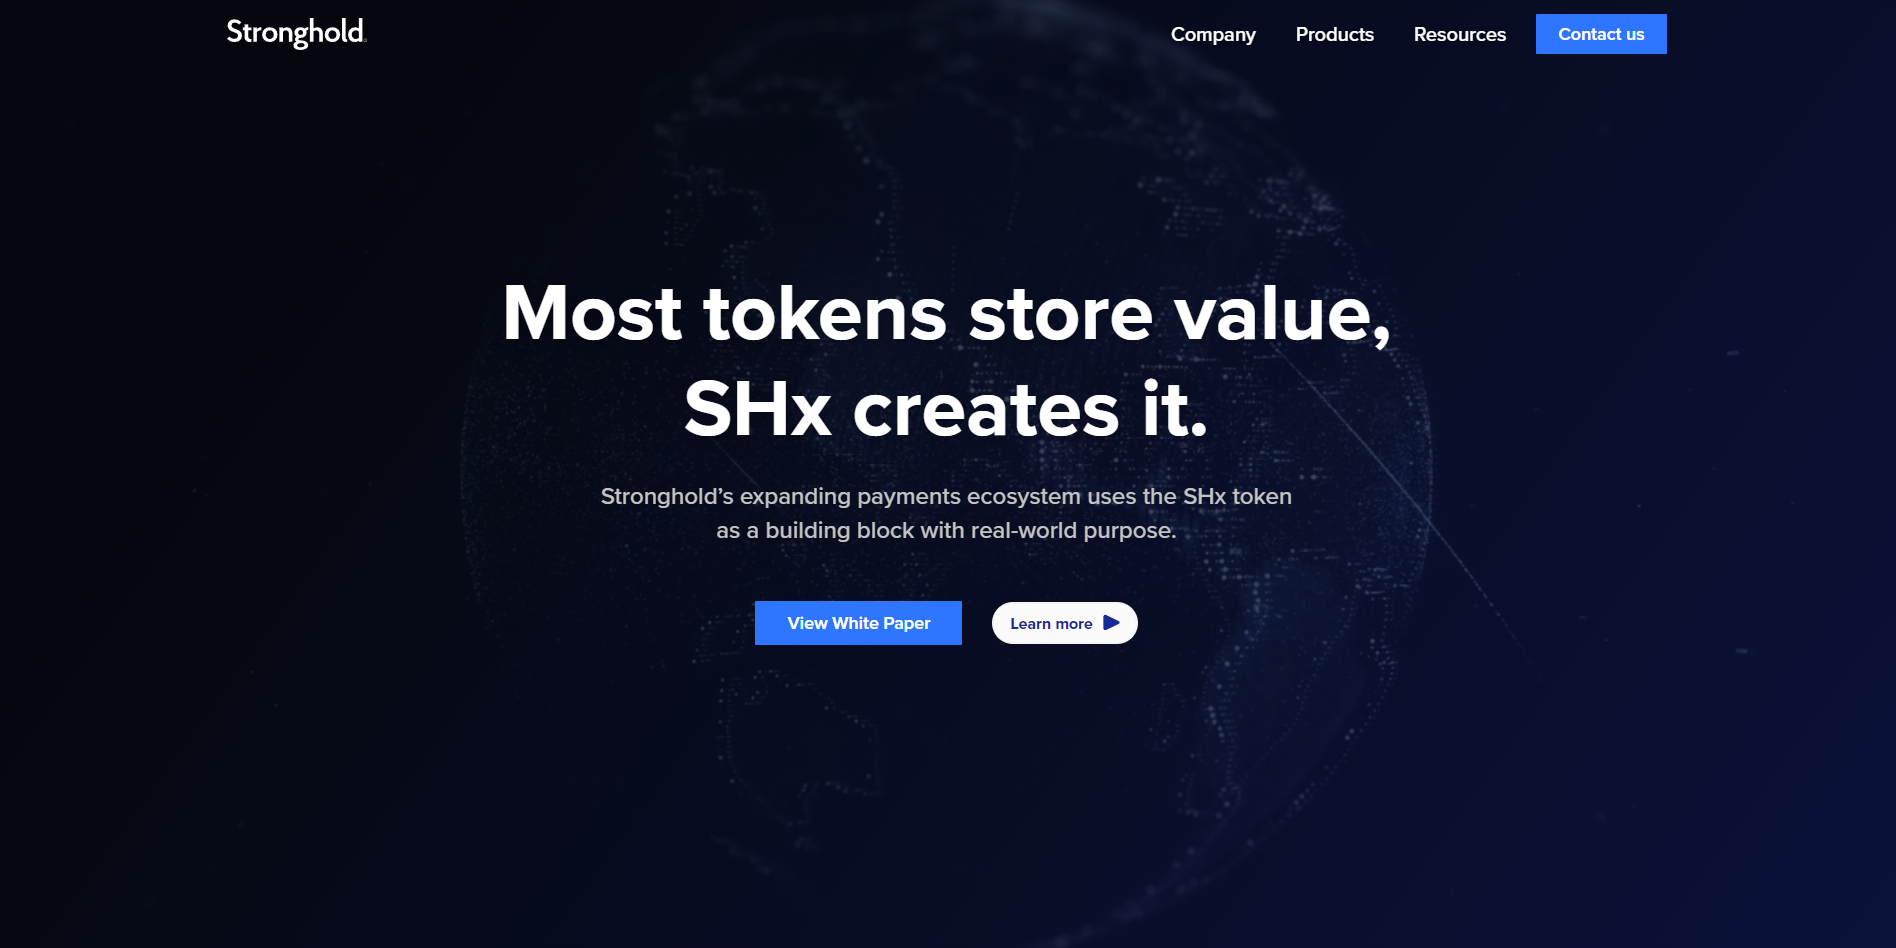 Stronghold
Company
Products
Resources
Contact us
Most tokens store value,
SHx creates it.
Stronghold’s expanding payments ecosystem uses the SHx token
as a building block with real-world purpose.
View White Paper
Learn more